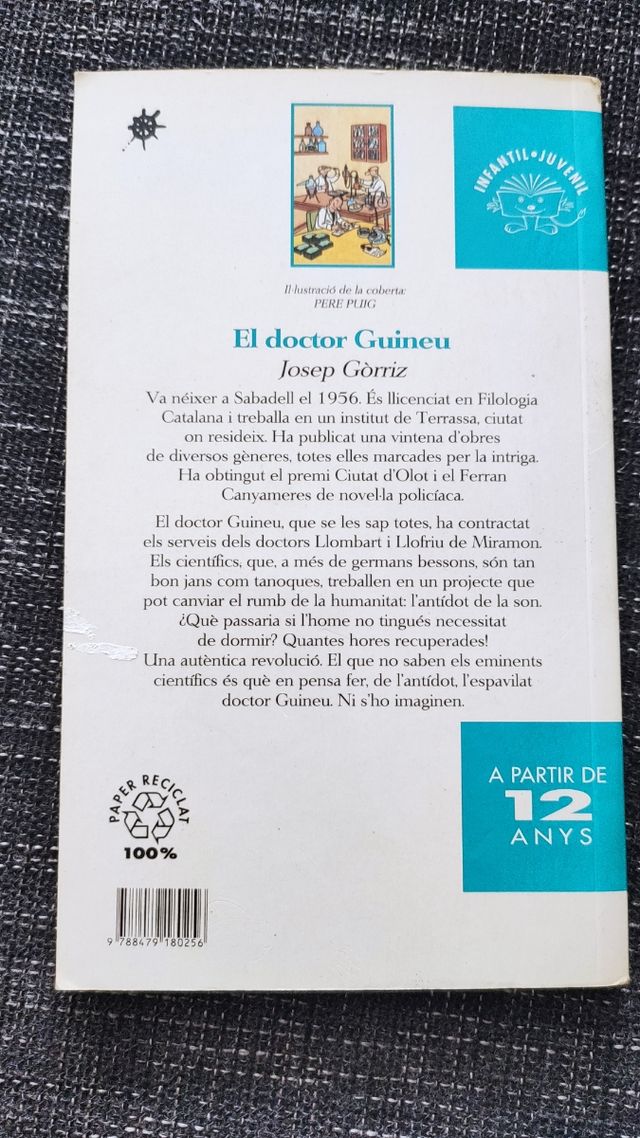 INFANTIL • JUVENIL
Il·lustració de la coberta:
PERE PUIG
El doctor Guineu
Josep Gòrriz
Va néixer a Sabadell el 1956. És llicenciat en Filologia
Catalana i treballa en un institut de Terrassa, ciutat
on resideix. Ha publicat una vintena d'obres
de diversos gèneres, totes elles marcades per la intriga.
Ha obtingut el premi Ciutat d'Olot i el Ferran
Canyameres de novel·la policíaca.
El doctor Guineu, que se les sap totes, ha contractat
els serveis dels doctors Llombart i Llofriu de Miramon.
Els científics, que, a més de germans bessons, són tan
bon jans com tanoques, treballen en un projecte que
pot canviar el rumb de la humanitat: l'antídot de la son.
¿Què passaria si l'home no tingués necessitat
de dormir? Quantes hores recuperades!
Una autèntica revolució. El que no saben els eminents
científics és què en pensa fer, de l'antídot, l'espavilat
doctor Guineu. Ni s'ho imaginen.
A PARTIR DE
12
ANYS
PAPER RECICLAT
100%
9 788479 180256